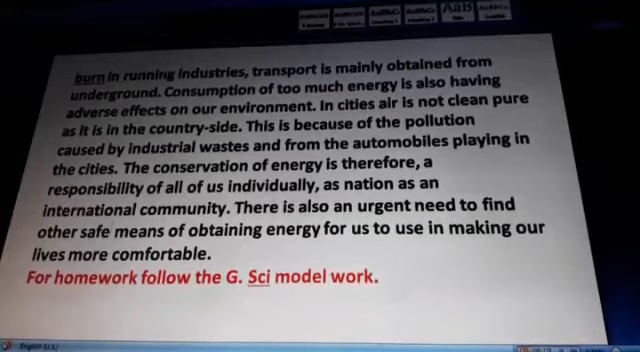 burn in running industries, transport is mainly obtained from
underground. Consumption of too much energy is also having
adverse effects on our environment. In cities air is not clean pure
as it is in the country-side. This is because of the pollution
caused by industrial wastes and from the automobiles playing in
the cities. The conservation of energy is therefore, a
responsibility of all of us individually, as nation as an
international community. There is also an urgent need to find
other safe means of obtaining energy for us to use in making our
lives more comfortable.
For homework follow the G. Sci model work.
English (U.S.)